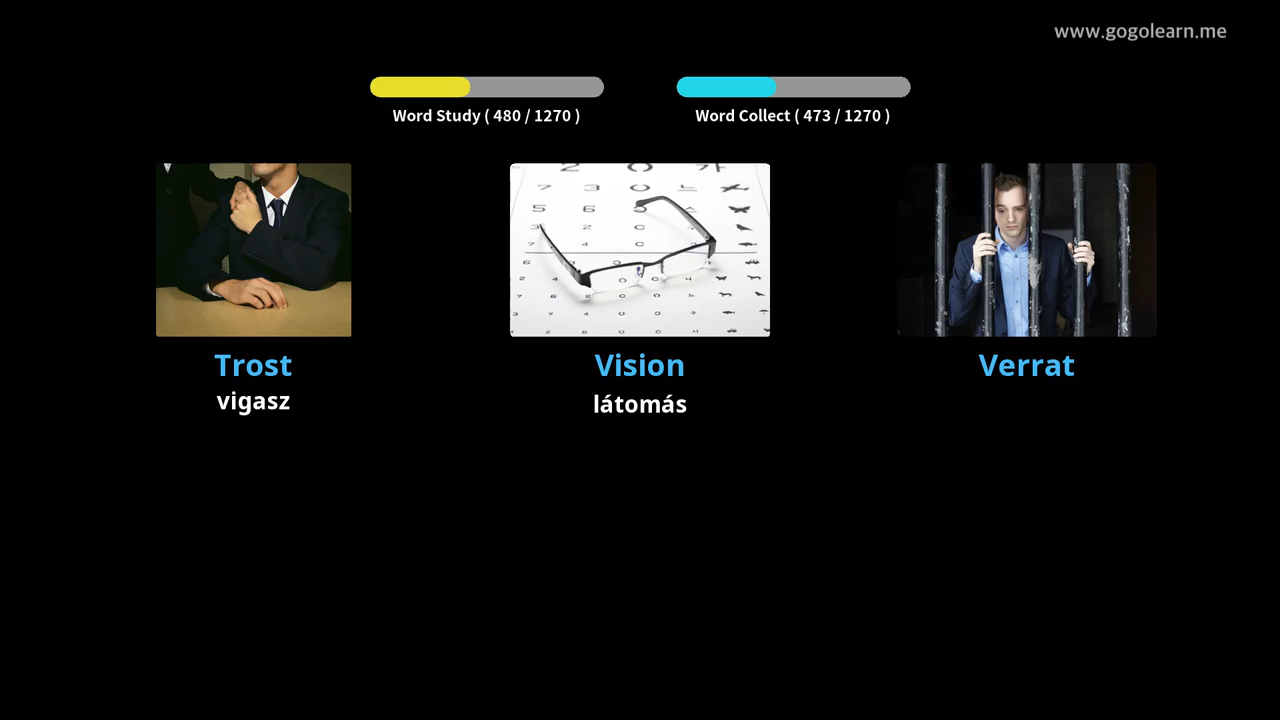 www.gogolearn.me
Word Study ( 480 / 1270 )
Word Collect ( 473 / 1270 )
Trost
Vision
Verrat
vigasz
látomás